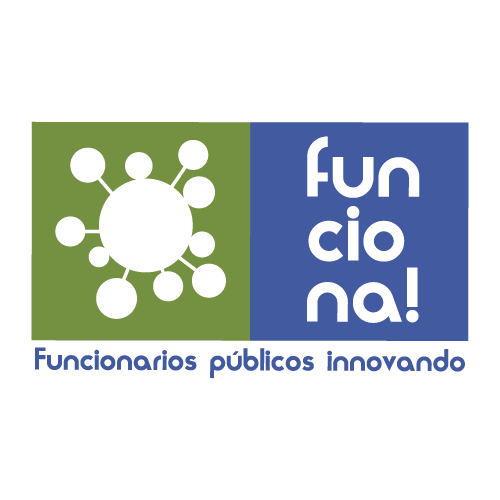 fun
cio
na!
Funcionarios públicos innovando